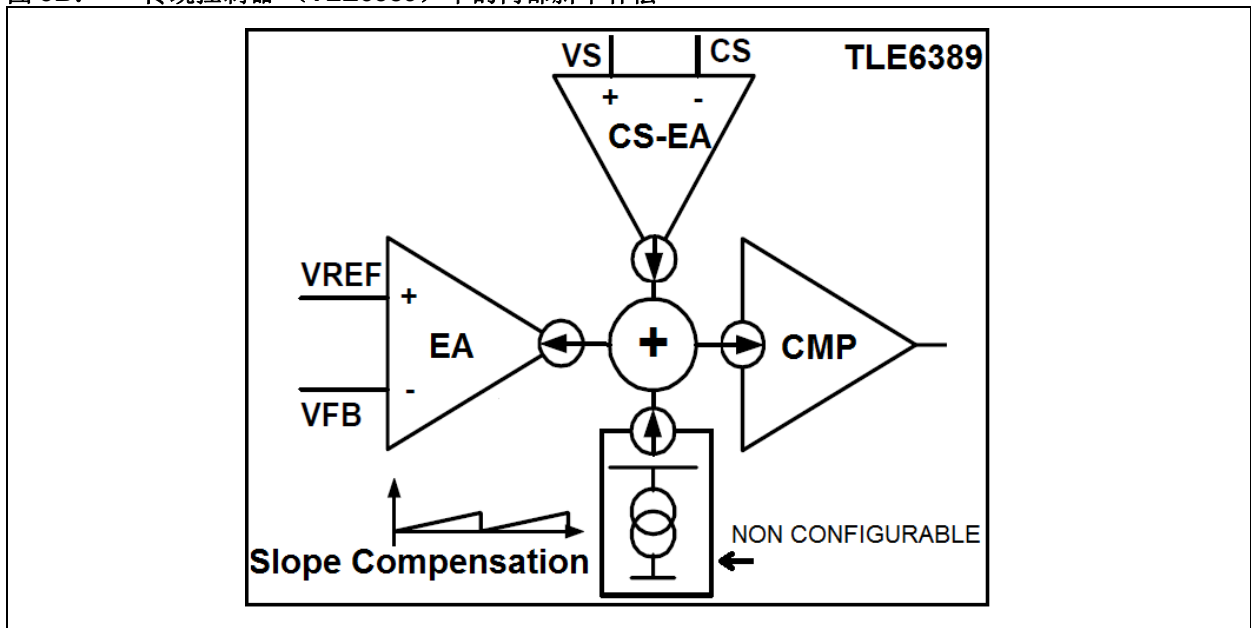 VS
CS
TLE6389
+
-
CS-EA
VREF
+
EA
-
VFB
+
CMP
NON CONFIGURABLE
Slope Compensation